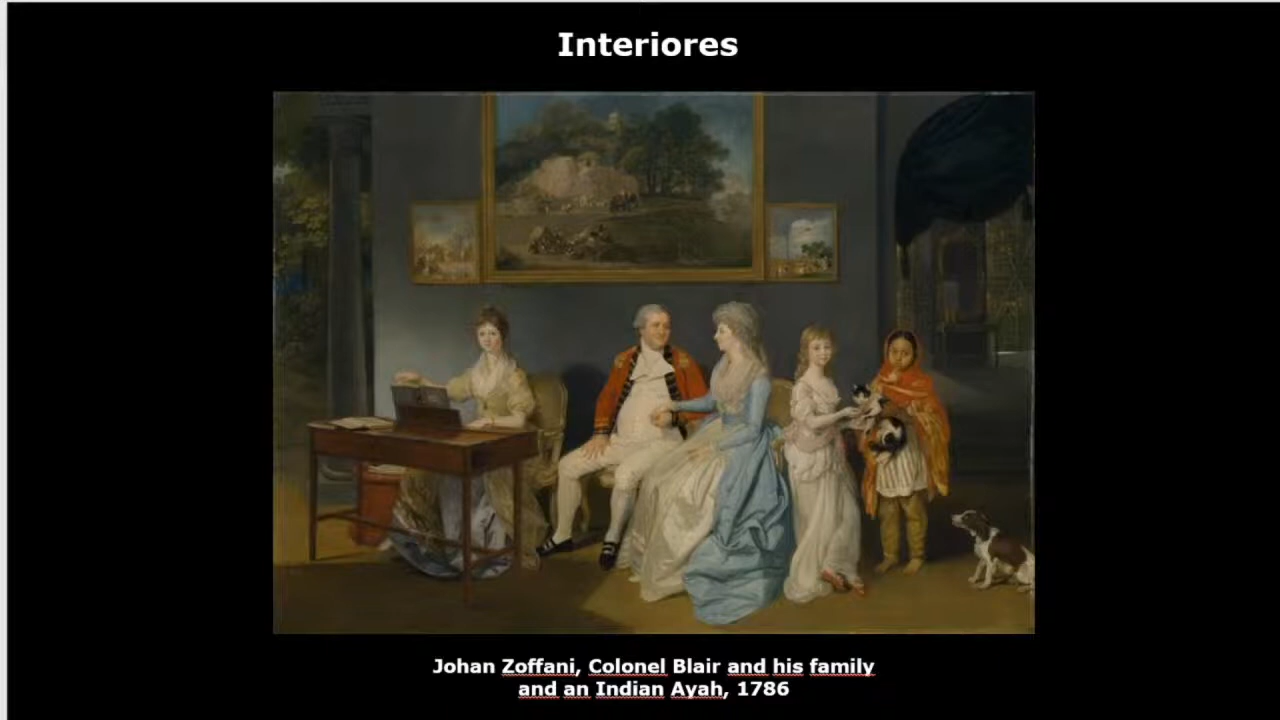 Interiores
Johan Zoffani, Colonel Blair and his family
and an Indian Ayah, 1786